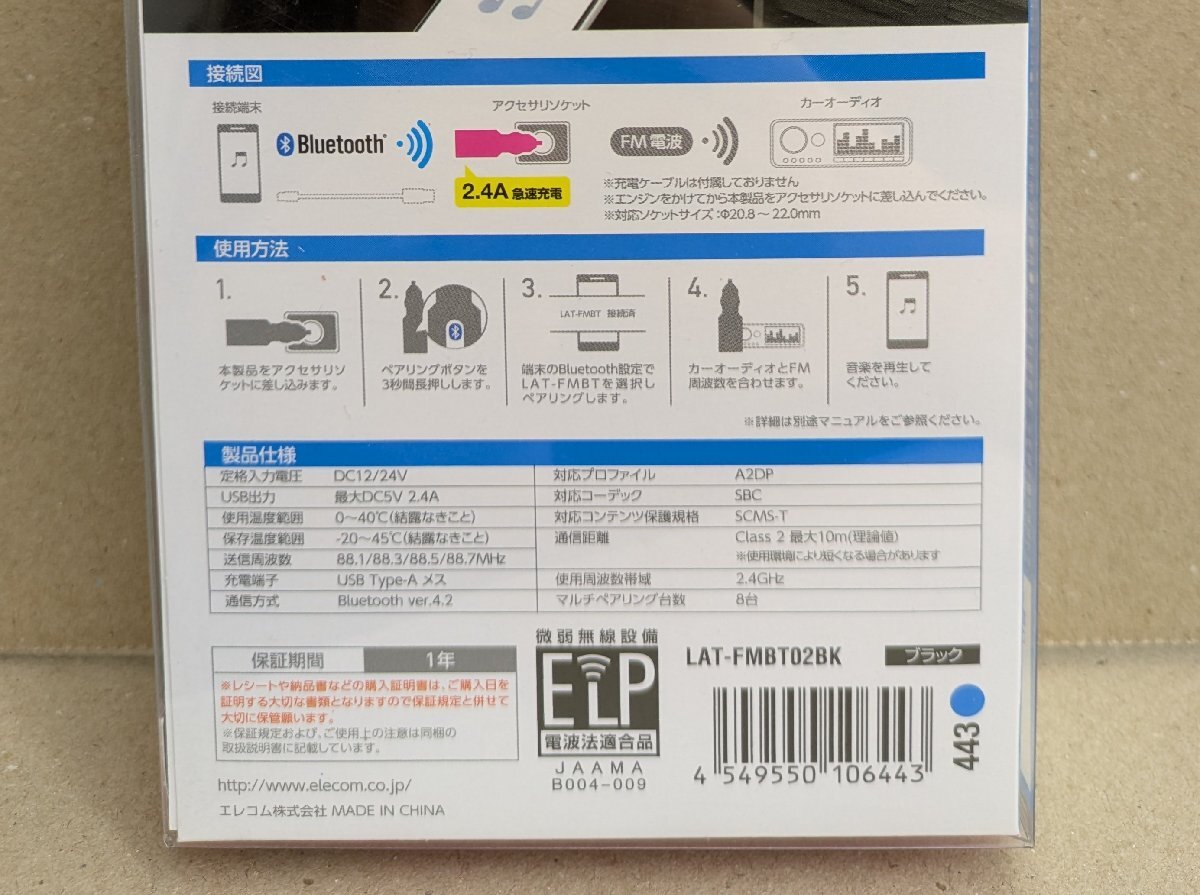 接続図
接続端末
アクセサリソケット
カーオーディオ
Bluetooth®
FM 電波
2.4A 急速充電
※充電ケーブルは付属しておりません
※エンジンをかけてから本製品をアクセサリソケットに差し込んでください。
※対応ソケットサイズ：Φ20.8～22.0mm
使用方法
1.
本製品をアクセサリソ
ケットに差し込みます。
2.
ペアリングボタンを
3秒間長押しします。
3.
LAT-FMBT 接続済
端末のBluetooth設定で
LAT-FMBTを選択し
ペアリングします。
4.
カーオーディオとFM
周波数を合わせます。
5.
音楽を再生して
ください。
※詳細は別途マニュアルをご参照ください。
製品仕様
定格入力電圧 DC12/24V
USB出力 最大DC5V 2.4A
使用温度範囲 0～40℃(結露なきこと)
保存温度範囲 -20～45℃(結露なきこと)
送信周波数 88.1/88.3/88.5/88.7MHz
充電端子 USB Type-A メス
通信方式 Bluetooth ver.4.2
対応プロファイル A2DP
対応コーデック SBC
対応コンテンツ保護規格 SCMS-T
通信距離 Class 2 最大10m(理論値)
※使用環境により短くなる場合があります
使用周波数帯域 2.4GHz
マルチペアリング台数 8台
保証期間 1年
※レシートや納品書などの購入証明書は、ご購入日を
証明する大切な書類となりますので保証規定と併せて
大切に保管願います。
※保証規定および、ご使用上の注意は同梱の
取扱説明書に記載しています。
http://www.elecom.co.jp/
エレコム株式会社 MADE IN CHINA
微弱無線設備
ELP
電波法適合品
JAAMA
B004-009
LAT-FMBT02BK ブラック
4 549550 106443
443